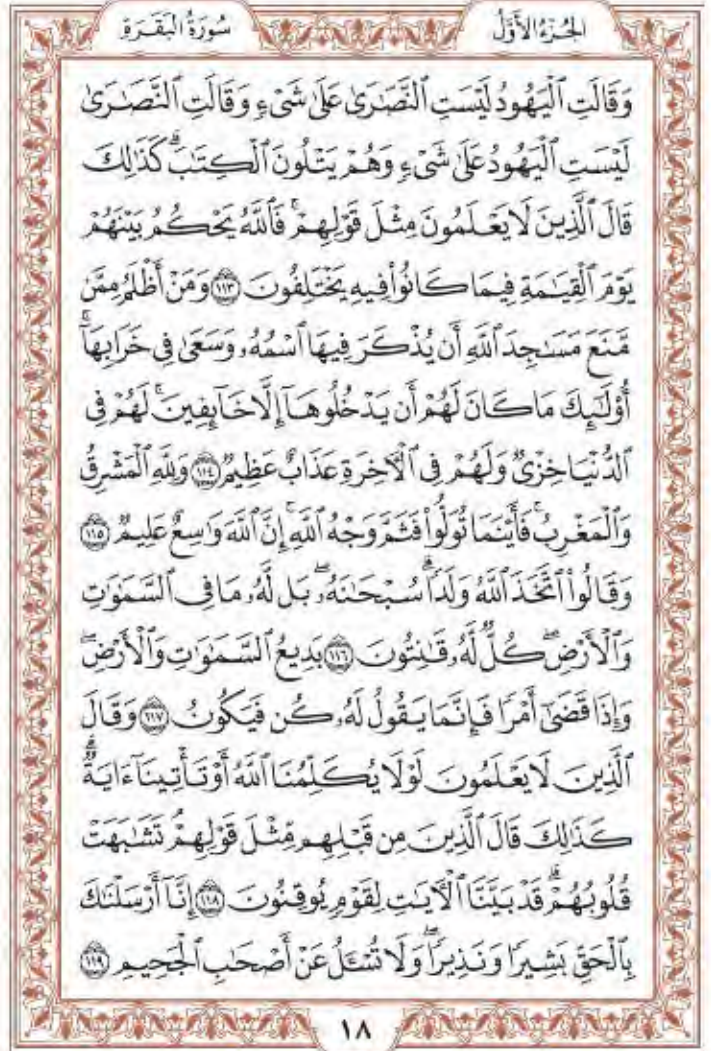 الجُزْءُ الأَوَّلُ
سُورَةُ البَقَرَةِ
وَقَالَتِ ٱلْيَهُودُ لَيْسَتِ ٱلنَّصَٰرَىٰ عَلَىٰ شَىْءٍ وَقَالَتِ ٱلنَّصَٰرَىٰ
لَيْسَتِ ٱلْيَهُودُ عَلَىٰ شَىْءٍ وَهُمْ يَتْلُونَ ٱلْكِتَٰبَ ۗ كَذَٰلِكَ
قَالَ ٱلَّذِينَ لَا يَعْلَمُونَ مِثْلَ قَوْلِهِمْ ۚ فَٱللَّهُ يَحْكُمُ بَيْنَهُمْ
يَوْمَ ٱلْقِيَٰمَةِ فِيمَا كَانُوا۟ فِيهِ يَخْتَلِفُونَ ١١٣ وَمَنْ أَظْلَمُ مِمَّن
مَّنَعَ مَسَٰجِدَ ٱللَّهِ أَن يُذْكَرَ فِيهَا ٱسْمُهُۥ وَسَعَىٰ فِى خَرَابِهَآ ۚ
أُو۟لَٰٓئِكَ مَا كَانَ لَهُمْ أَن يَدْخُلُوهَآ إِلَّا خَآئِفِينَ ۚ لَهُمْ فِى
ٱلدُّنْيَا خِزْىٌ وَلَهُمْ فِى ٱلْءَاخِرَةِ عَذَابٌ عَظِيمٌ ١١٤ وَلِلَّهِ ٱلْمَشْرِقُ
وَٱلْمَغْرِبُ ۚ فَأَيْنَمَا تُوَلُّوا۟ فَثَمَّ وَجْهُ ٱللَّهِ ۚ إِنَّ ٱللَّهَ وَٰسِعٌ عَلِيمٌ ١١٥
وَقَالُوا۟ ٱتَّخَذَ ٱللَّهُ وَلَدًا ۗ سُبْحَٰنَهُۥ ۖ بَل لَّهُۥ مَا فِى ٱلسَّمَٰوَٰتِ
وَٱلْأَرْضِ ۖ كُلٌّ لَّهُۥ قَٰنِتُونَ ١١٦ بَدِيعُ ٱلسَّمَٰوَٰتِ وَٱلْأَرْضِ ۖ
وَإِذَا قَضَىٰٓ أَمْرًا فَإِنَّمَا يَقُولُ لَهُۥ كُن فَيَكُونُ ١١٧ وَقَالَ
ٱلَّذِينَ لَا يَعْلَمُونَ لَوْلَا يُكَلِّمُنَا ٱللَّهُ أَوْ تَأْتِينَآ ءَايَةٌ ۗ
كَذَٰلِكَ قَالَ ٱلَّذِينَ مِن قَبْلِهِم مِّثْلَ قَوْلِهِمْ ۘ تَشَٰبَهَتْ
قُلُوبُهُمْ ۗ قَدْ بَيَّنَّا ٱلْءَايَٰتِ لِقَوْمٍ يُوقِنُونَ ١١٨ إِنَّآ أَرْسَلْنَٰكَ
بِٱلْحَقِّ بَشِيرًا وَنَذِيرًا ۖ وَلَا تُسْـَٔلُ عَنْ أَصْحَٰبِ ٱلْجَحِيمِ ١١٩
١٨